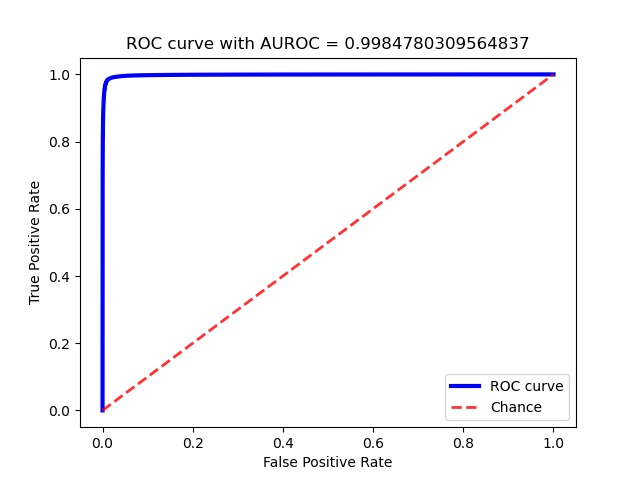 ROC curve with AUROC = 0.9984780309564837
1.0
0.8
0.6
0.4
0.2
0.0
True Positive Rate
ROC curve
Chance
0.0 0.2 0.4 0.6 0.8 1.0
False Positive Rate